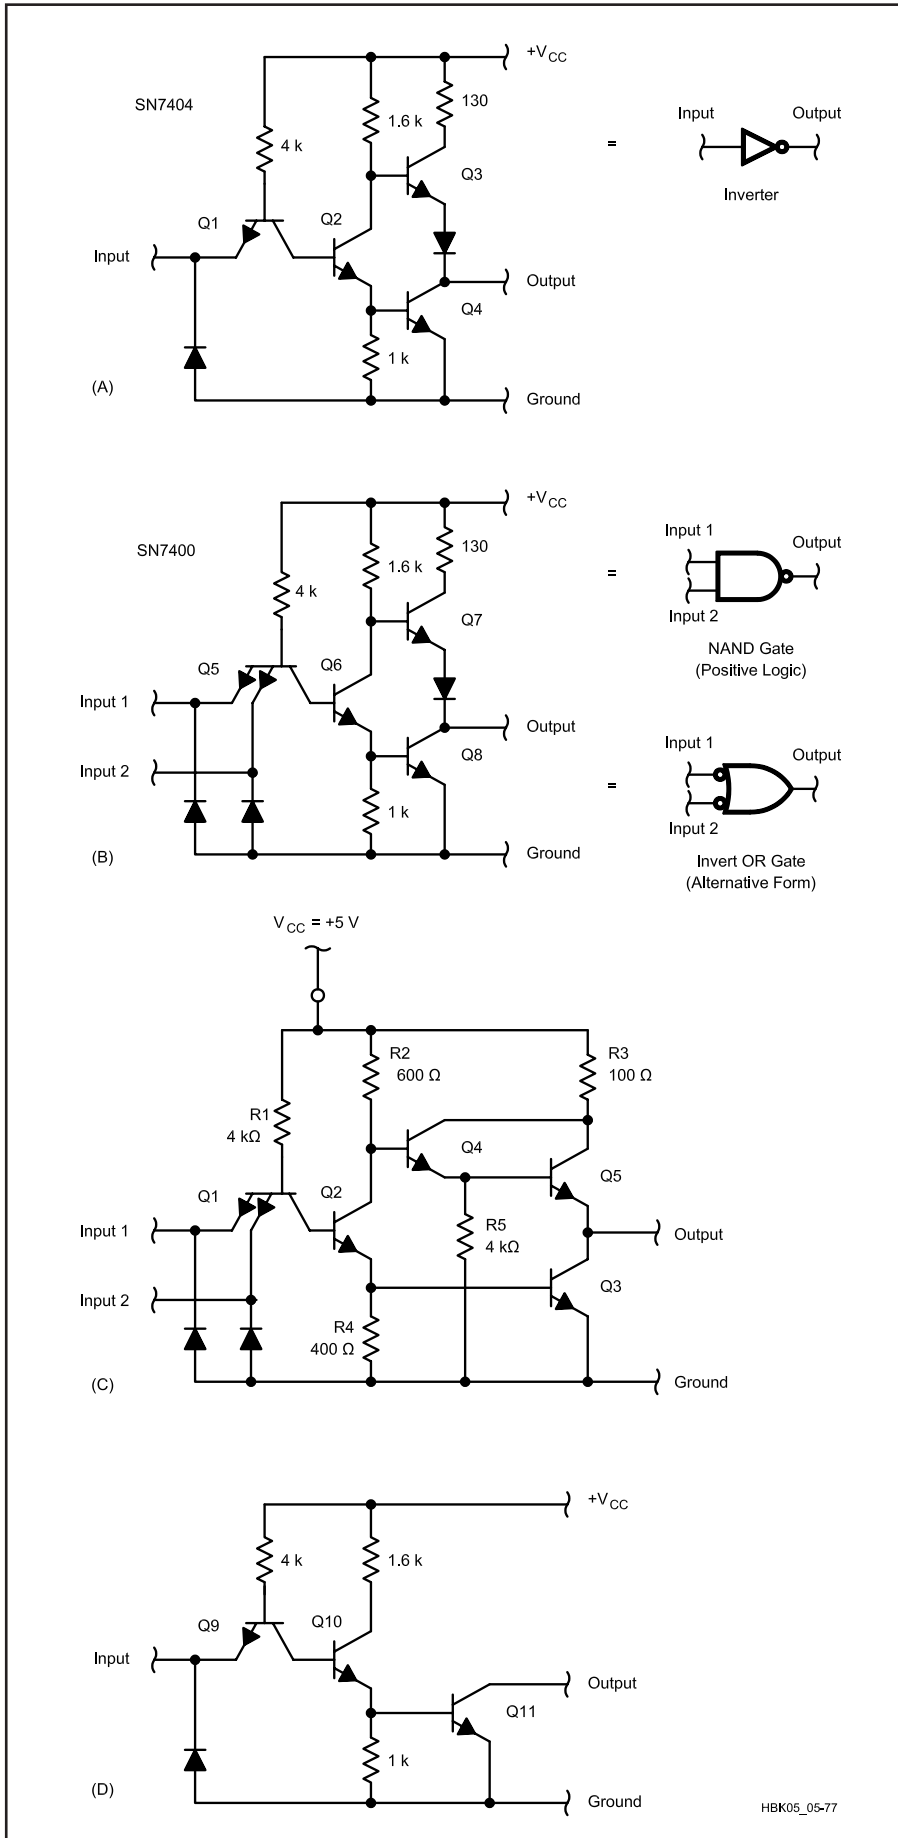 +VCC
SN7404
130
1.6 k
4 k
Input
Output
=
Inverter
Q3
Q1
Q2
Input
Output
Q4
1 k
(A)
Ground
+VCC
SN7400
130
1.6 k
4 k
Input 1
Output
=
Input 2
NAND Gate
(Positive Logic)
Q7
Q5
Q6
Input 1
Output
Q8
Input 2
1 k
(B)
Ground
Input 1
Output
=
Input 2
Invert OR Gate
(Alternative Form)
VCC = +5 V
R2
600 Ω
R3
100 Ω
R1
4 kΩ
Q4
Q5
Q1
Q2
Input 1
R5
4 kΩ
Output
Input 2
Q3
R4
400 Ω
(C)
Ground
+VCC
4 k
1.6 k
Q9
Q10
Input
Output
Q11
1 k
(D)
Ground
HBK05_05-77